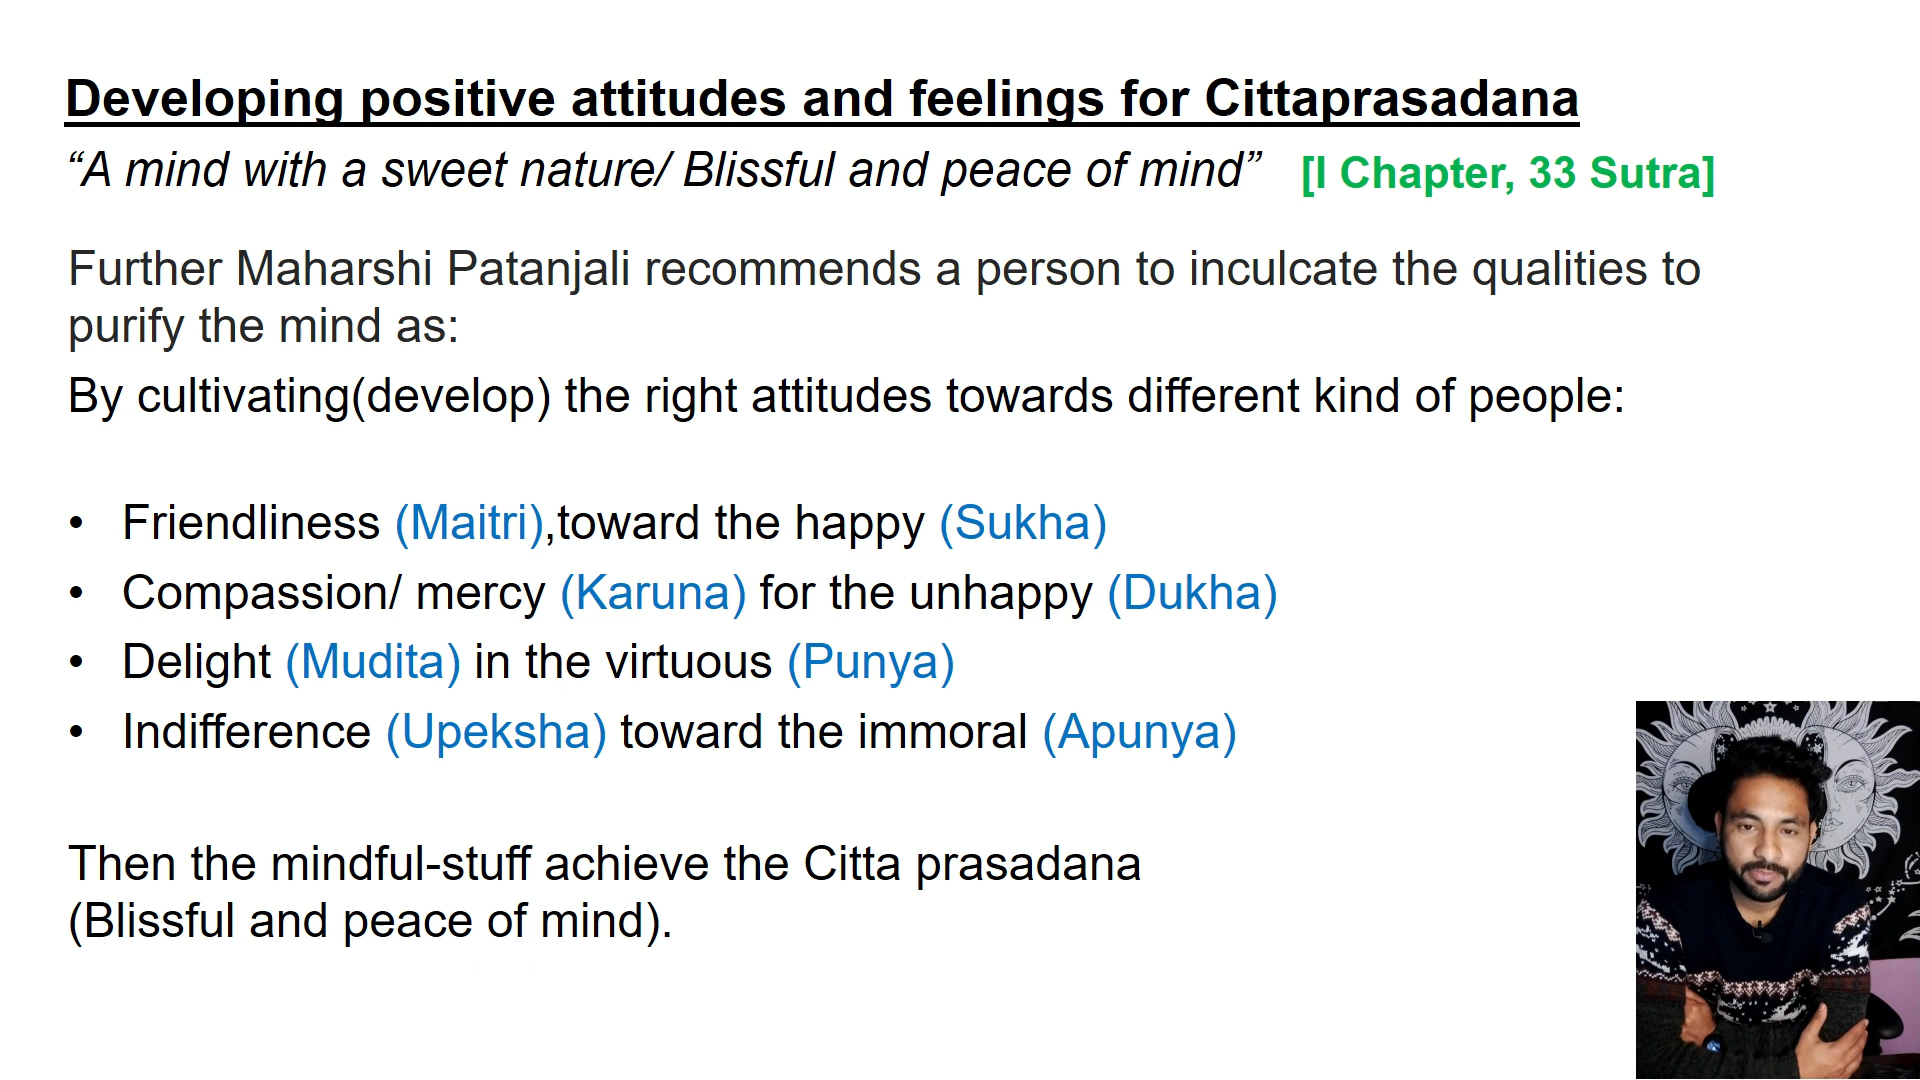 Developing positive attitudes and feelings for Cittaprasadana
“A mind with a sweet nature/ Blissful and peace of mind” [I Chapter, 33 Sutra]
Further Maharshi Patanjali recommends a person to inculcate the qualities to
purify the mind as:
By cultivating(develop) the right attitudes towards different kind of people:
• Friendliness (Maitri),toward the happy (Sukha)
• Compassion/ mercy (Karuna) for the unhappy (Dukha)
• Delight (Mudita) in the virtuous (Punya)
• Indifference (Upeksha) toward the immoral (Apunya)
Then the mindful-stuff achieve the Citta prasadana
(Blissful and peace of mind).